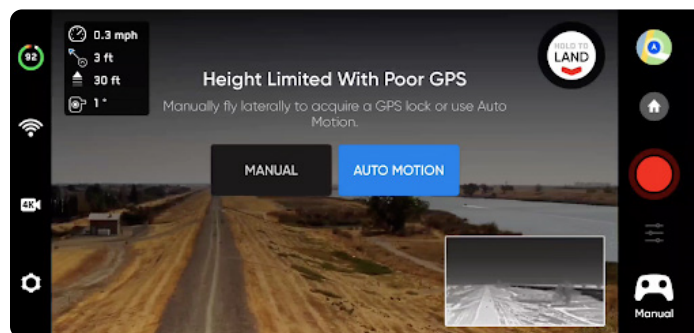 92
0.3 mph
3 ft
30 ft
1°
HOLD TO
LAND
Height Limited With Poor GPS
Manually fly laterally to acquire a GPS lock or use Auto
Motion.
MANUAL
AUTO MOTION
4K
Manual